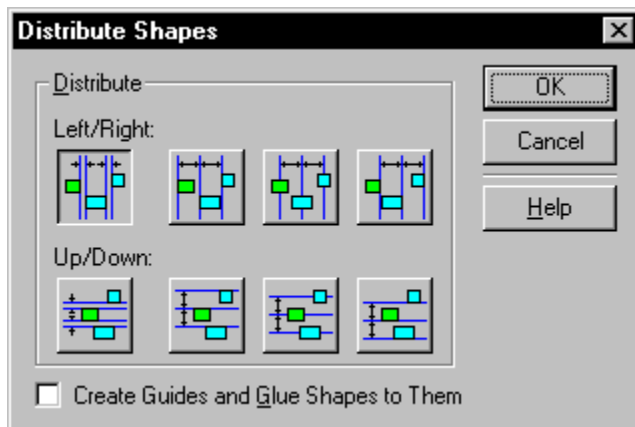 Distribute Shapes
Distribute
Left/Right:
Up/Down:
Create Guides and Glue Shapes to Them
OK
Cancel
Help